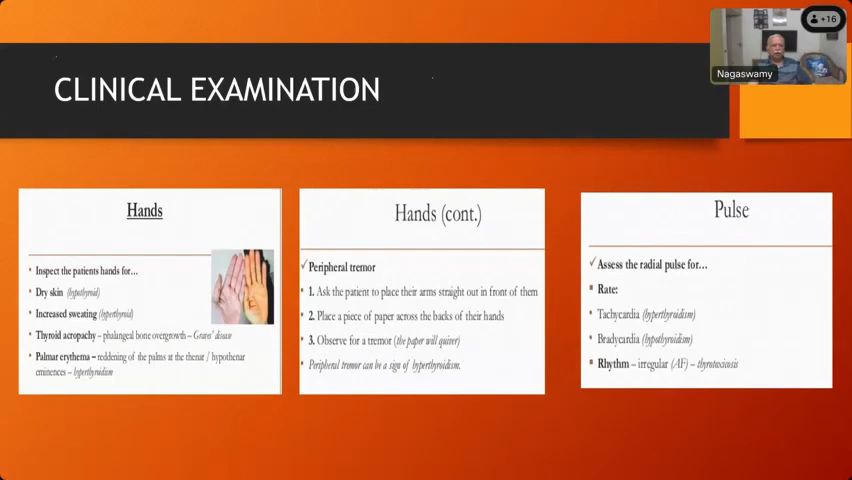 +16
Nagaswamy
CLINICAL EXAMINATION
Hands
Inspect the patients hands for...
Dry skin (hypothyroid)
Increased sweating (hyperthyroid)
Thyroid acropachy – phalangeal bone overgrowth – Graves' disease
Palmar erythema – reddening of the palms at the thenar / hypothenar
eminences – hyperthyroidism
Hands (cont.)
✓Peripheral tremor
1. Ask the patient to place their arms straight out in front of them
2. Place a piece of paper across the backs of their hands
3. Observe for a tremor (the paper will quiver)
Peripheral tremor can be a sign of hyperthyroidism.
Pulse
✓Assess the radial pulse for...
Rate:
Tachycardia (hyperthyroidism)
Bradycardia (hypothyroidism)
Rhythm – irregular (AF) – thyrotoxicosis